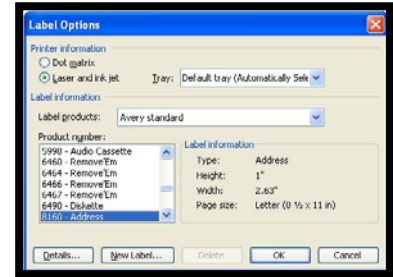 Label Options
Printer information
Dot matrix
Laser and ink jet Tray: Default tray (Automatically Sele
Label information
Label products: Avery standard
Product number:
5998 - Audio Cassette
6460 - Remove'Em
6464 - Remove'Em
6466 - Remove'Em
6467 - Remove'Em
6490 - Diskette
8160 - Address
Label information
Type: Address
Height: 1"
Width: 2.63"
Page size: Letter (8 ½ x 11 in)
Details... New Label... Delete OK Cancel